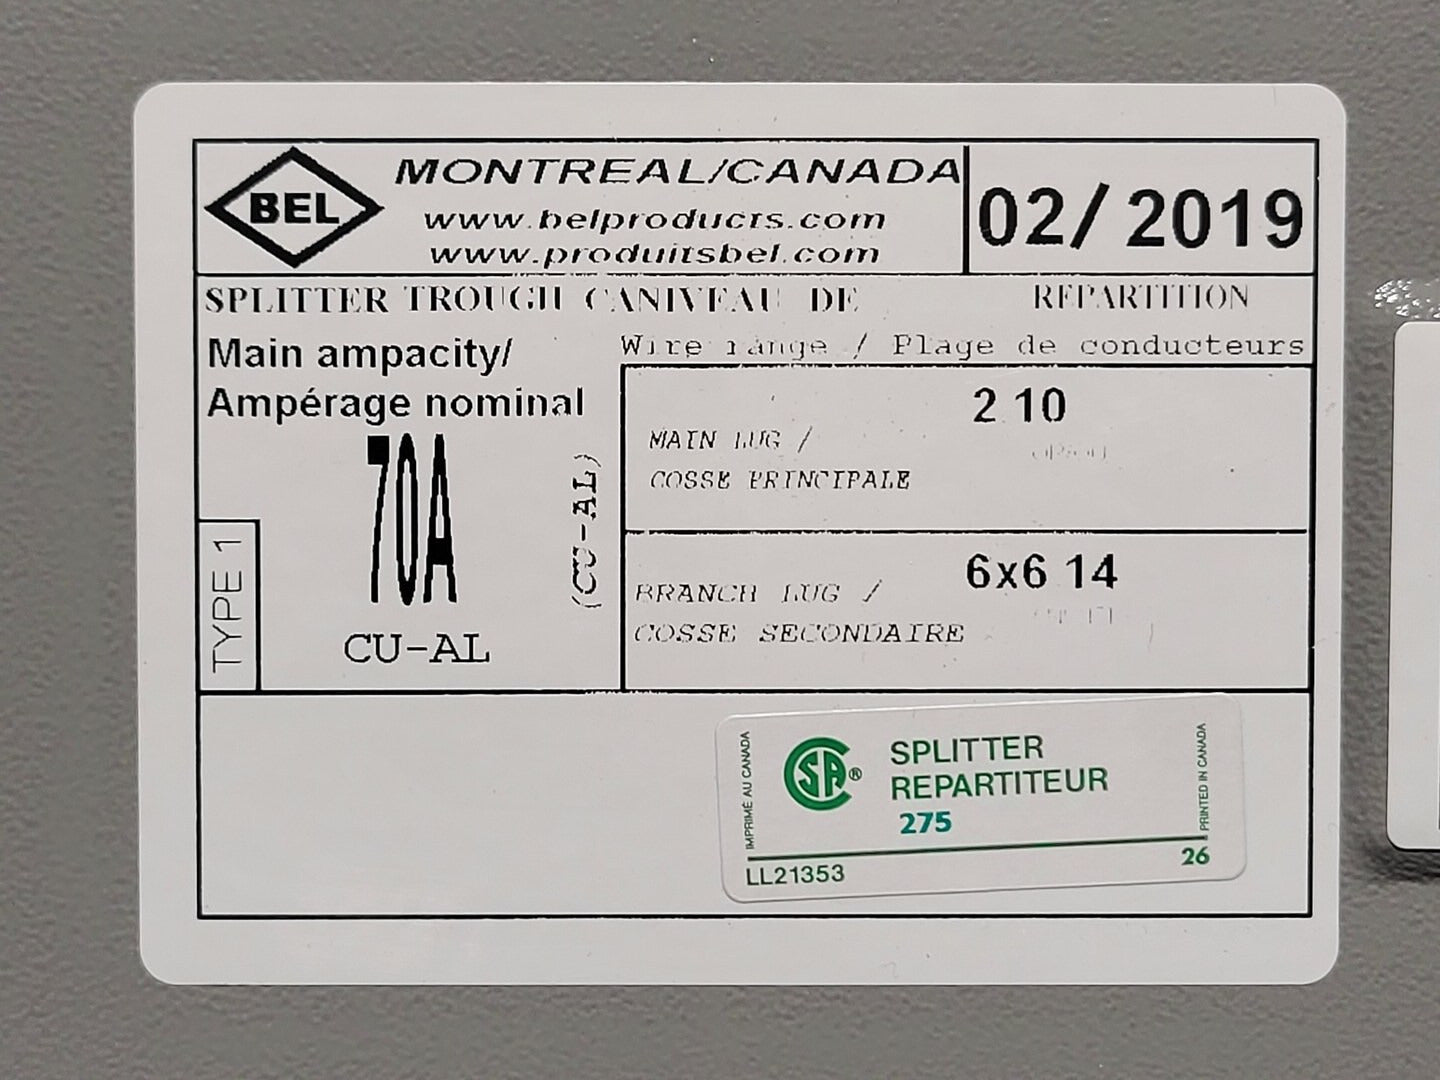 BEL
MONTREAL/CANADA
www.belproducts.com
www.produitsbel.com
02/ 2019
SPLITTER TROUGH CANIVEAU DE REPARTITION
Main ampacity/
Ampérage nominal
70A
CU-AL
TYPE 1
(CU-AL)
Wire range / Plage de conducteurs
2 10
MAIN LUG /
COSSE PRINCIPALE
6x6 14
BRANCH LUG /
COSSE SECONDAIRE
IMPRIMÉ AU CANADA
CSA®
SPLITTER
REPARTITEUR
275
PRINTED IN CANADA
LL21353
26